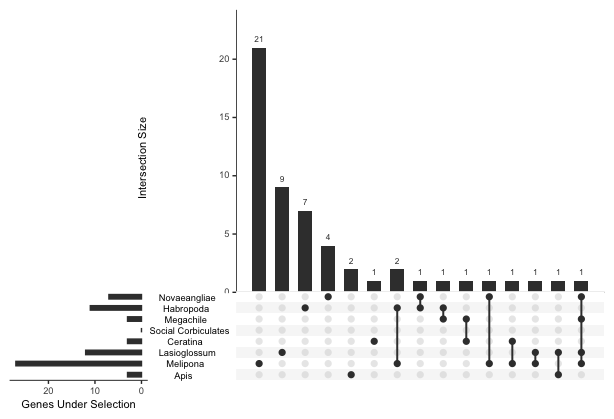 Intersection Size
20
15
10
5
0
21
9
7
4
2
1
2
1
1
1
1
1
1
1
1
Novaeangliae
Habropoda
Megachile
Social Corbiculates
Ceratina
Lasioglossum
Melipona
Apis
20
10
0
Genes Under Selection